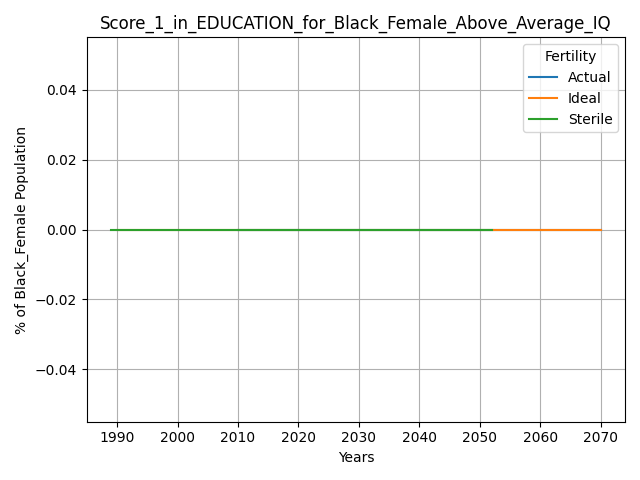 Score_1_in_EDUCATION_for_Black_Female_Above_Average_IQ
Fertility
Actual
Ideal
Sterile
% of Black_Female Population
0.04
0.02
0.00
−0.02
−0.04
1990 2000 2010 2020 2030 2040 2050 2060 2070
Years